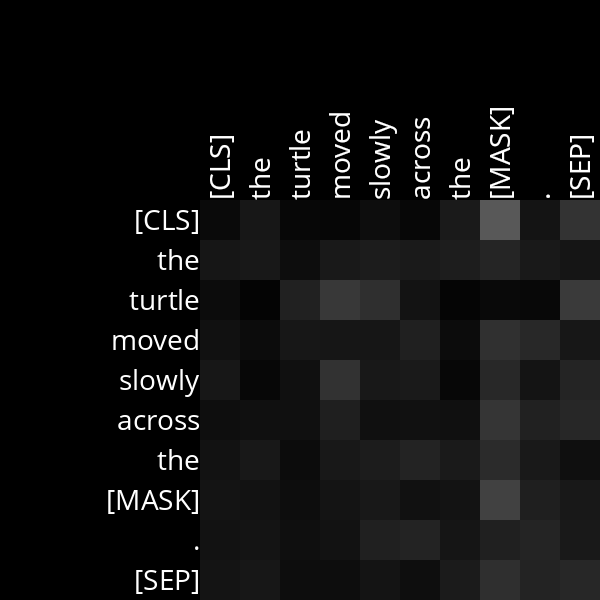 [CLS] the turtle moved slowly across the [MASK] . [SEP]
[CLS]
the
turtle
moved
slowly
across
the
[MASK]
.
[SEP]